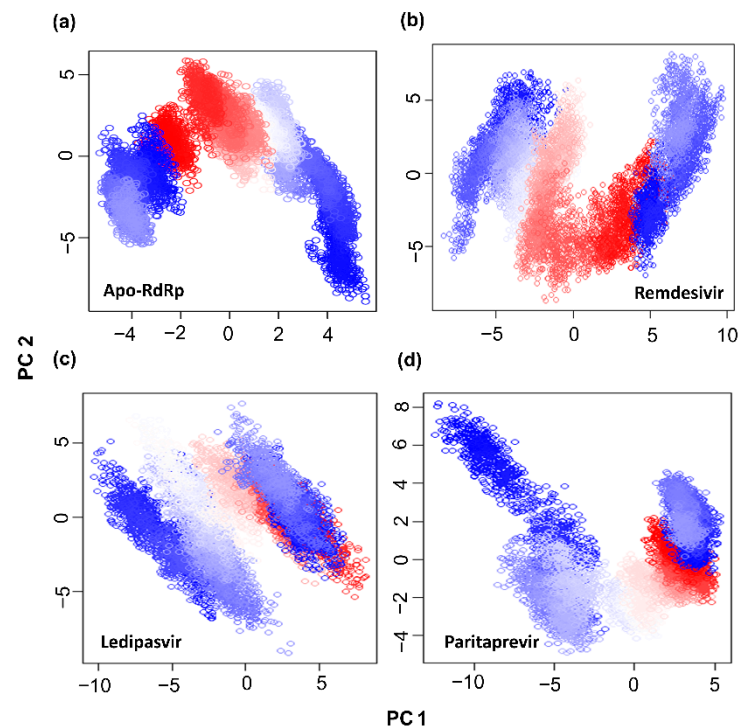 (a)
5
0
−5
Apo-RdRp
−4 −2 0 2 4
(b)
5
0
−5
Remdesivir
−5 0 5 10
PC 2
(c)
5
0
−5
Ledipasvir
−10 −5 0 5
(d)
8
6
4
2
0
−2
−4
Paritaprevir
−10 −5 0 5
PC 1